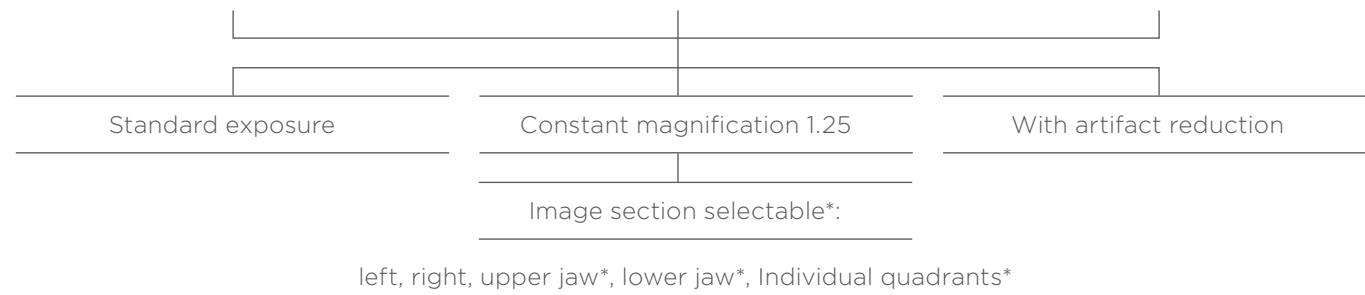 Standard exposure
Constant magnification 1.25
With artifact reduction
Image section selectable*:
left, right, upper jaw*, lower jaw*, Individual quadrants*